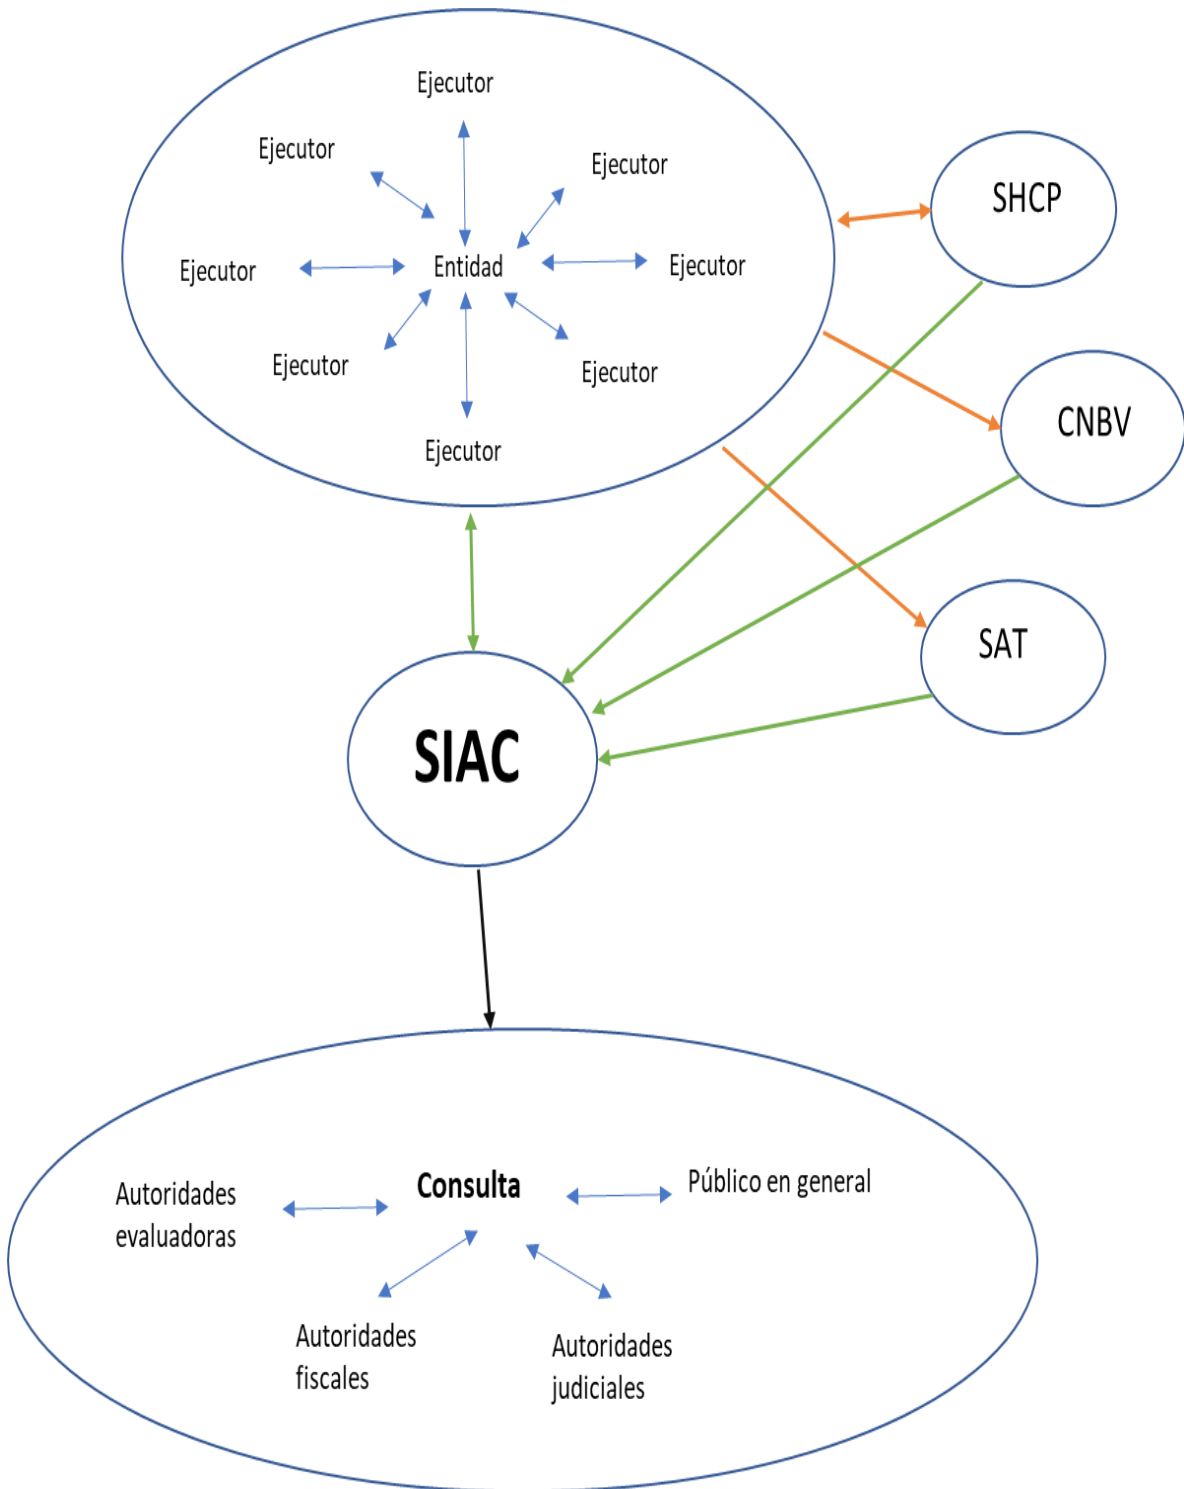 Ejecutor
Ejecutor
Ejecutor
Ejecutor
Entidad
Ejecutor
Ejecutor
Ejecutor
Ejecutor
SHCP
CNBV
SAT
SIAC
Consulta
Autoridades
evaluadoras
Público en general
Autoridades
fiscales
Autoridades
judiciales